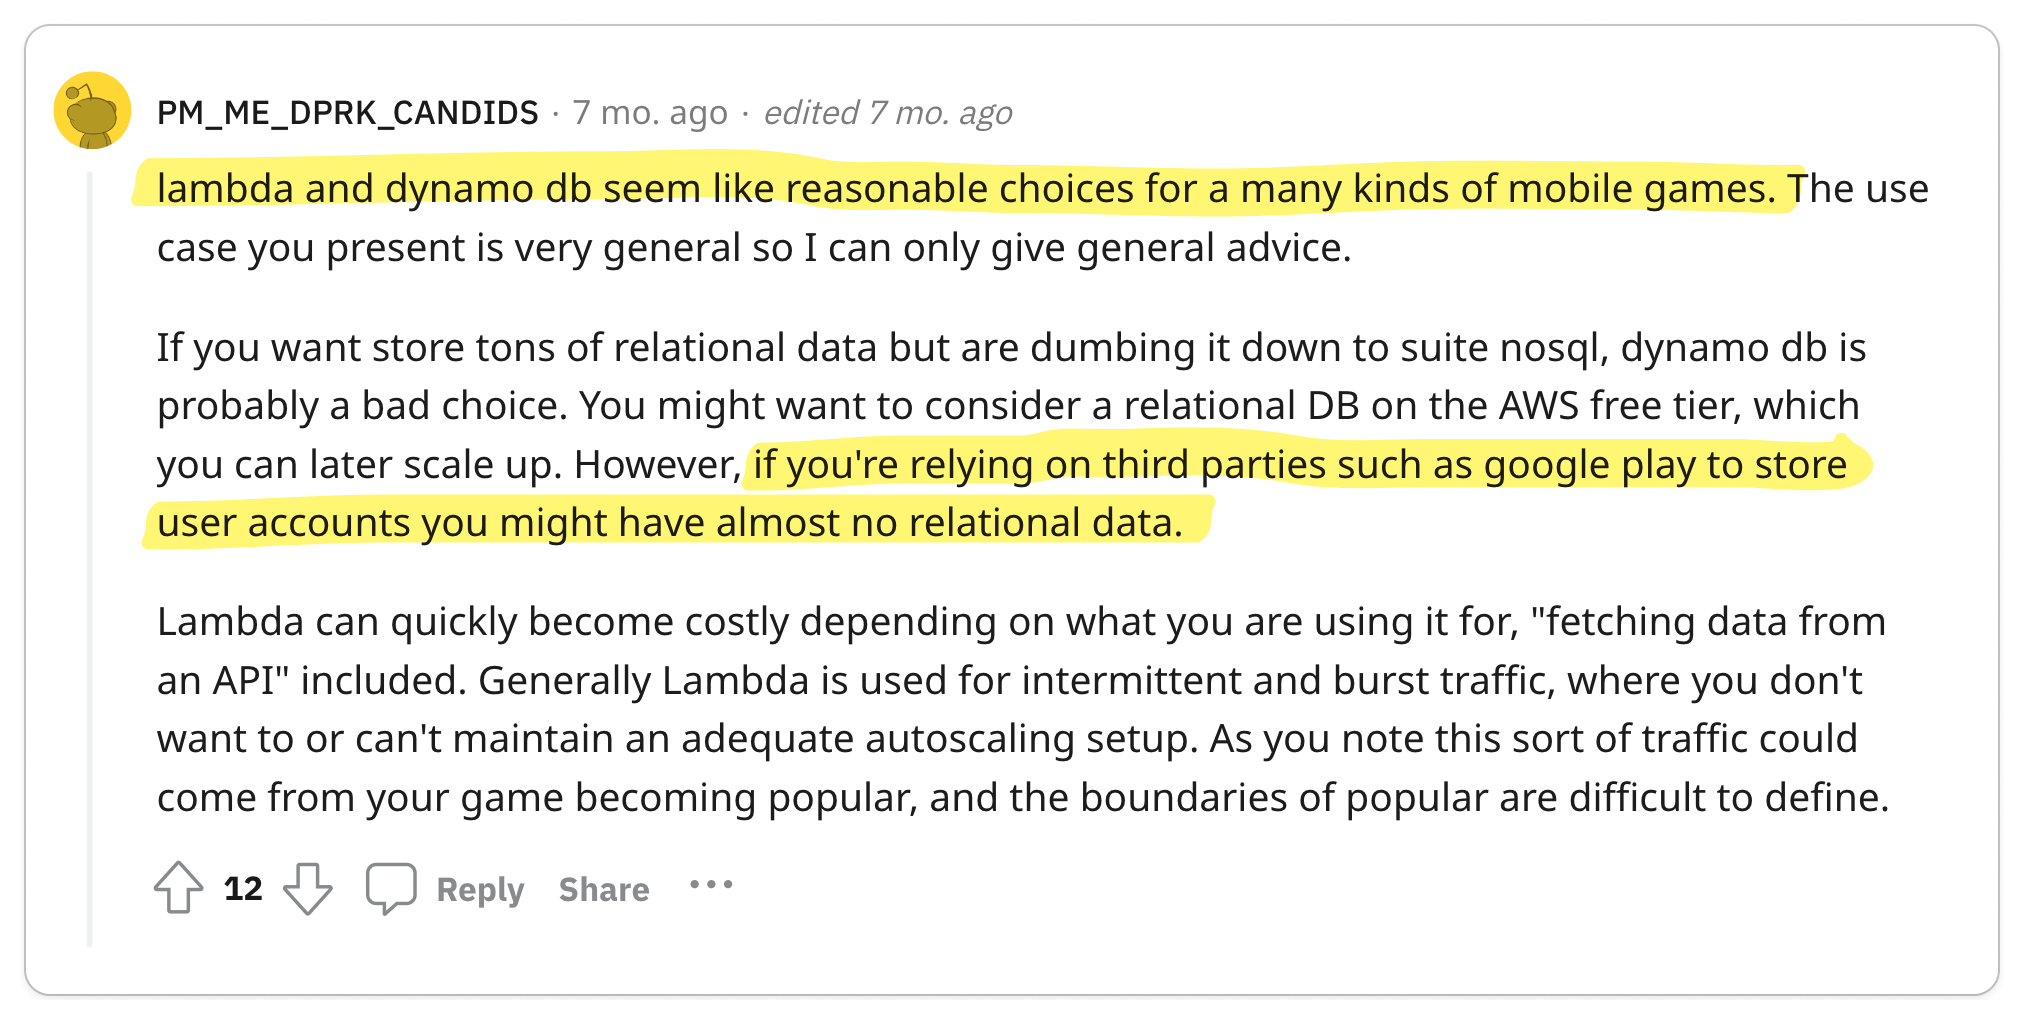 PM_ME_DPRK_CANDIDS · 7 mo. ago · edited 7 mo. ago
lambda and dynamo db seem like reasonable choices for a many kinds of mobile games. The use
case you present is very general so I can only give general advice.
If you want store tons of relational data but are dumbing it down to suite nosql, dynamo db is
probably a bad choice. You might want to consider a relational DB on the AWS free tier, which
you can later scale up. However, if you're relying on third parties such as google play to store
user accounts you might have almost no relational data.
Lambda can quickly become costly depending on what you are using it for, "fetching data from
an API" included. Generally Lambda is used for intermittent and burst traffic, where you don't
want to or can't maintain an adequate autoscaling setup. As you note this sort of traffic could
come from your game becoming popular, and the boundaries of popular are difficult to define.
12 Reply Share ...